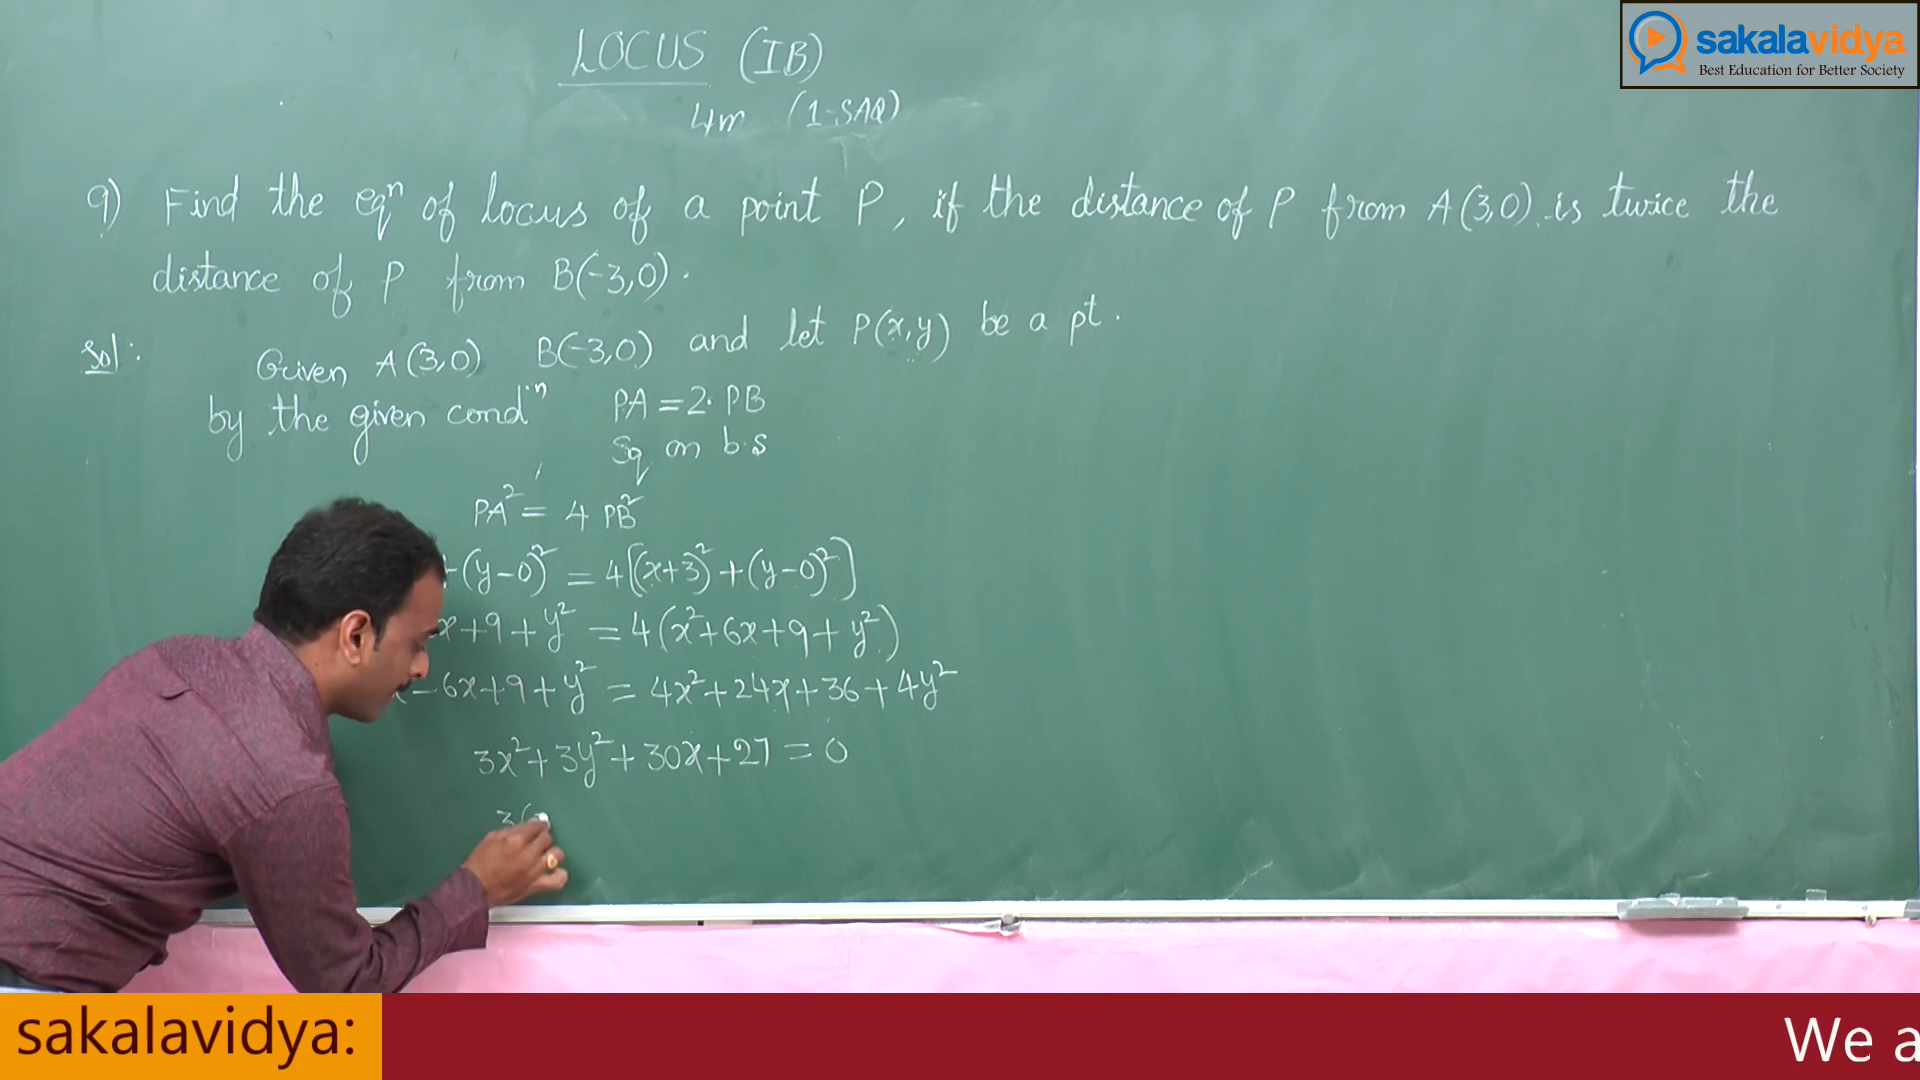 sakalavidya
Best Education for Better Society
LOCUS (IB)
4m (1-SAQ)
9) Find the eqⁿ of locus of a point P, if the distance of P from A(3,0) is twice the
distance of P from B(-3,0).
Sol: Given A(3,0) B(-3,0) and let P(x,y) be a pt.
by the given condⁿ PA=2·PB
Sq on b.s
PA² = 4 PB²
+(y-0)² = 4[(x+3)²+(y-0)²]
x+9+y² = 4(x²+6x+9+y²)
-6x+9+y² = 4x²+24x+36+4y²
3x²+3y²+30x+27=0
3(
sakalavidya:
We a